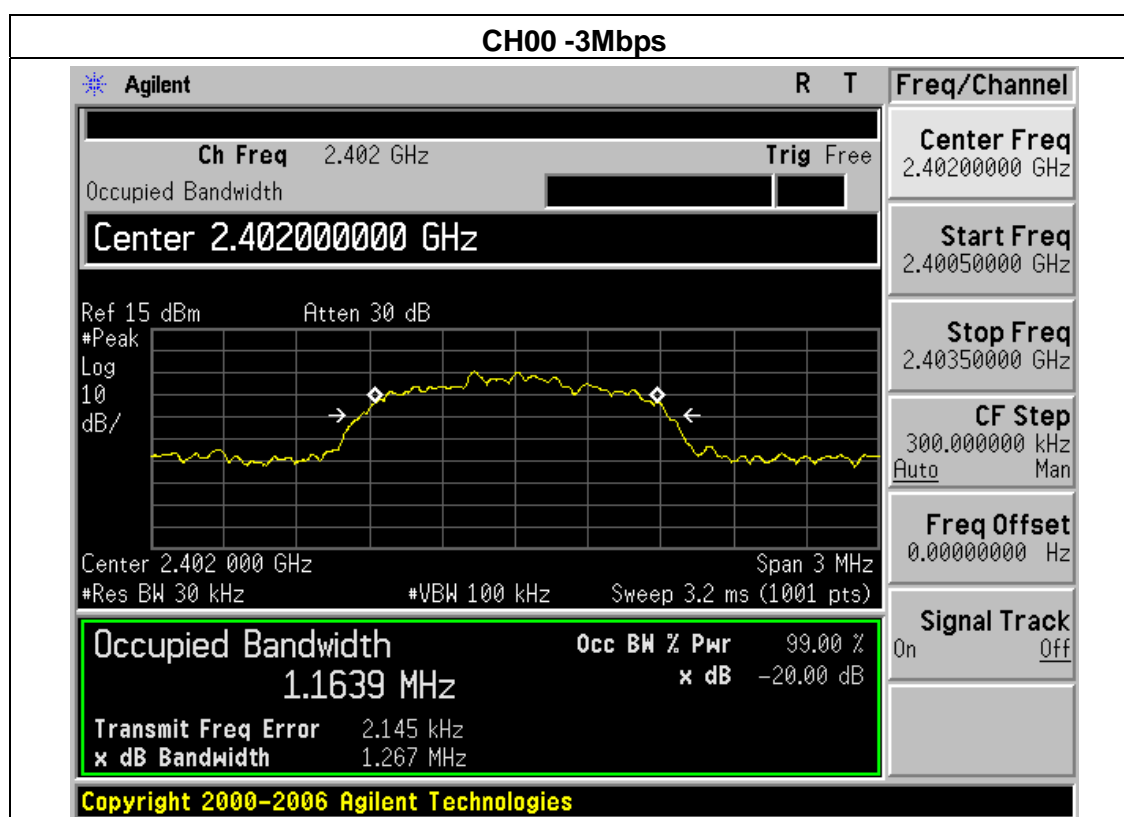 CH00 -3Mbps
Agilent R T Freq/Channel
Ch Freq 2.402 GHz Trig Free
Occupied Bandwidth
Center 2.402000000 GHz
Ref 15 dBm Atten 30 dB
#Peak
Log
10
dB/
Center 2.402 000 GHz Span 3 MHz
#Res BW 30 kHz #VBW 100 kHz Sweep 3.2 ms (1001 pts)
Occupied Bandwidth Occ BW % Pwr 99.00 %
1.1639 MHz x dB -20.00 dB
Transmit Freq Error 2.145 kHz
x dB Bandwidth 1.267 MHz
Center Freq
2.40200000 GHz
Start Freq
2.40050000 GHz
Stop Freq
2.40350000 GHz
CF Step
300.000000 kHz
Auto Man
Freq Offset
0.00000000 Hz
Signal Track
On Off
Copyright 2000-2006 Agilent Technologies